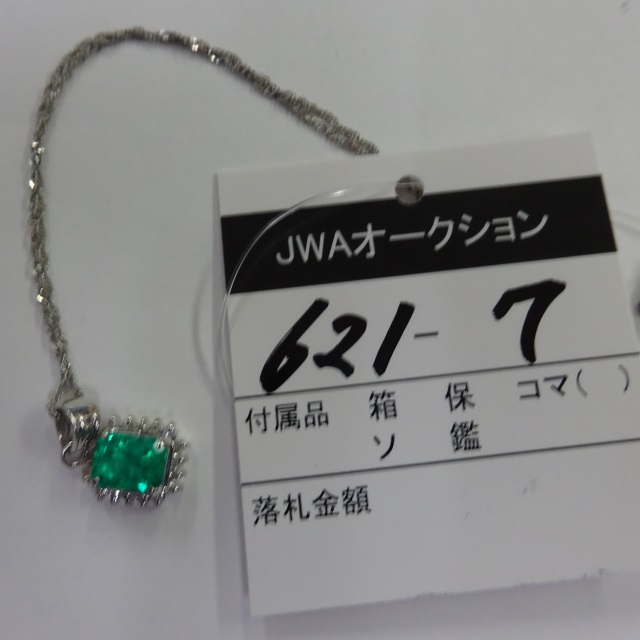 JWAオークション
621-7
付属品 箱 保 コマ( )
ソ 鑑
落札金額